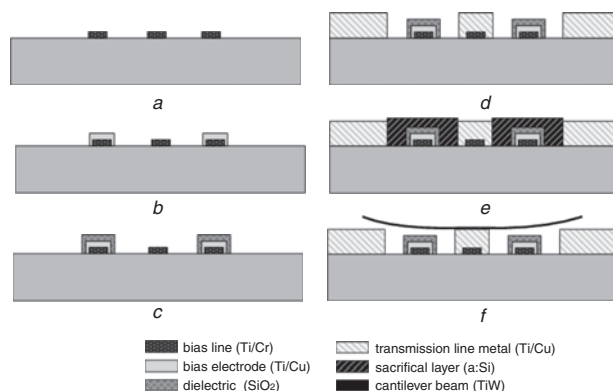 a
b
c
d
e
f
bias line (Ti/Cr)
bias electrode (Ti/Cu)
dielectric (SiO2)
transmission line metal (Ti/Cu)
sacrifical layer (a:Si)
cantilever beam (TiW)